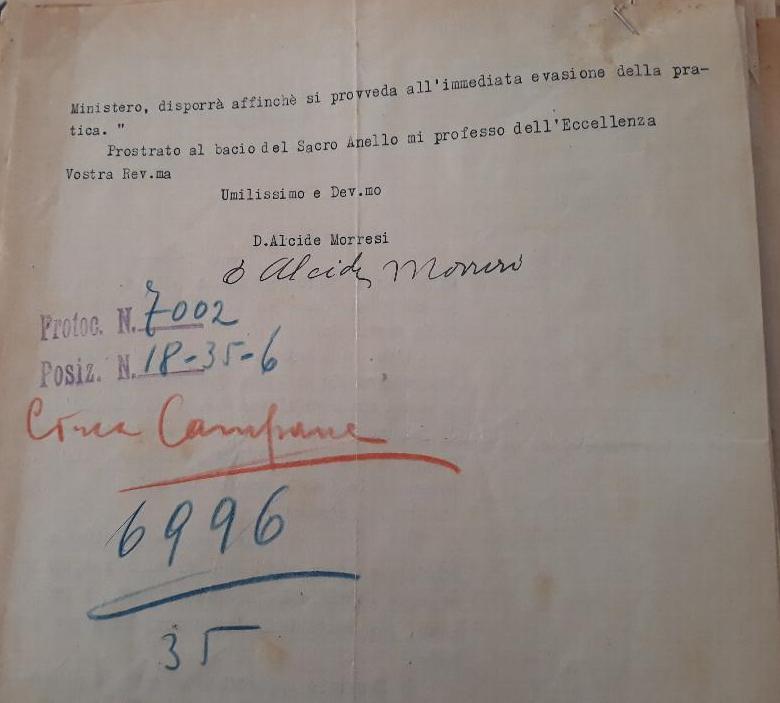 Ministero, disporrà affinchè si provveda all'immediata evasione della pra-
tica. "
Prostrato al bacio del Sacro Anello mi professo dell'Eccellenza
Vostra Rev.ma
Umilissimo e Dev.mo
D.Alcide Morresi
D Alcide Morresi
Protoc. N. 7002
Posiz. N. 18-35-6
Circa Campane
6996
35